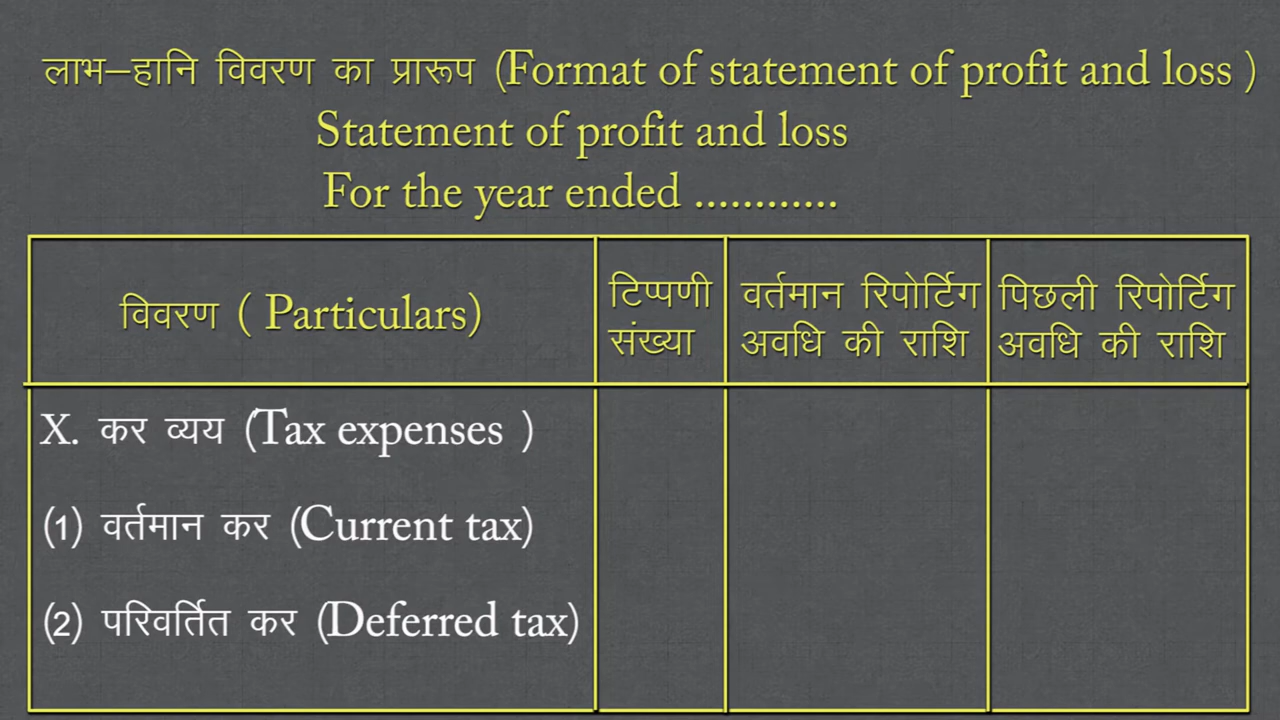 लाभ–हानि विवरण का प्रारूप (Format of statement of profit and loss )
Statement of profit and loss
For the year ended ............
विवरण ( Particulars)
टिप्पणी
संख्या
वर्तमान रिपोर्टिग
अवधि की राशि
पिछली रिपोर्टिग
अवधि की राशि
X. कर व्यय (Tax expenses )
(1) वर्तमान कर (Current tax)
(2) परिवर्तित कर (Deferred tax)